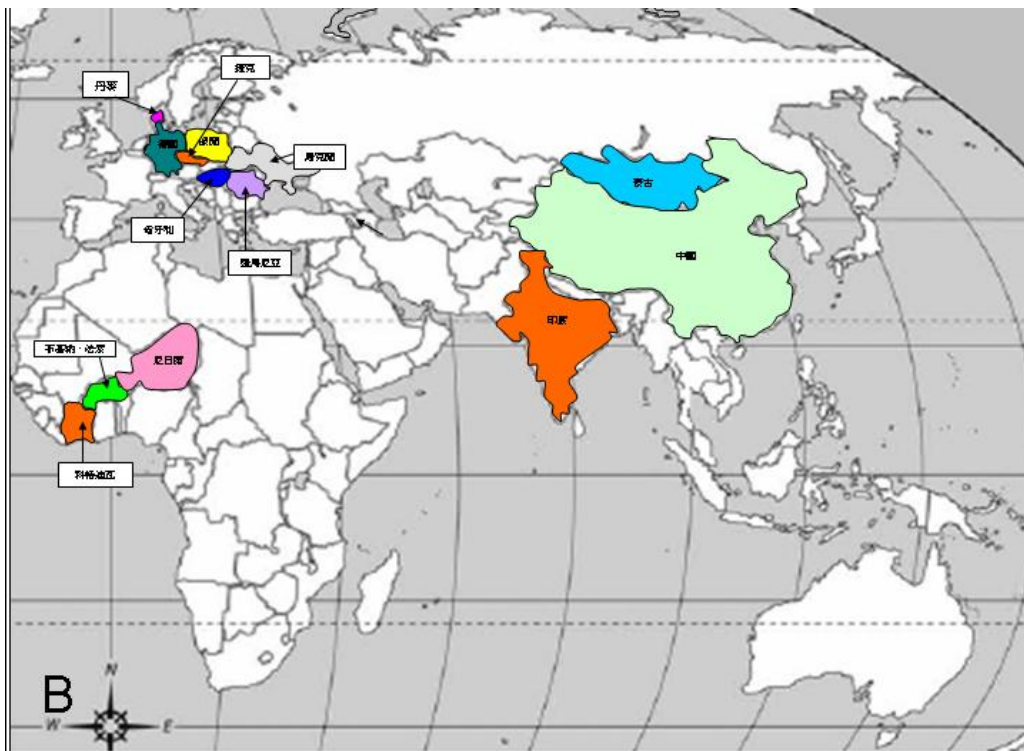 捷克
丹麥
德國
波蘭
烏克蘭
蒙古
匈牙利
羅馬尼亞
中國
印度
布基納·法索
尼日爾
科特迪瓦
N
B
W
E